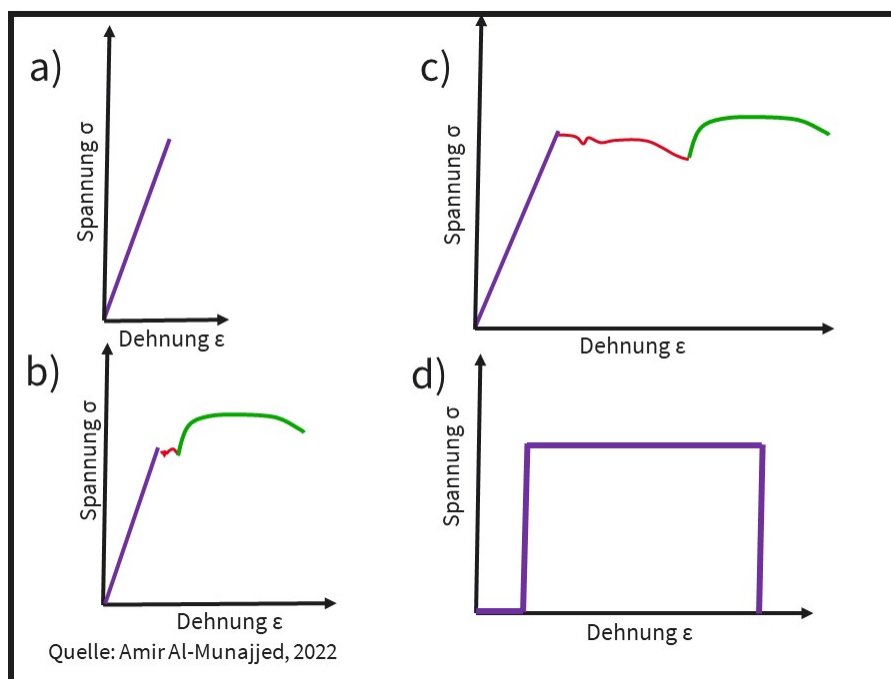 a)
Spannung σ
Dehnung ε
b)
Spannung σ
Dehnung ε
c)
Spannung σ
Dehnung ε
d)
Spannung σ
Dehnung ε
Quelle: Amir Al-Munajjed, 2022